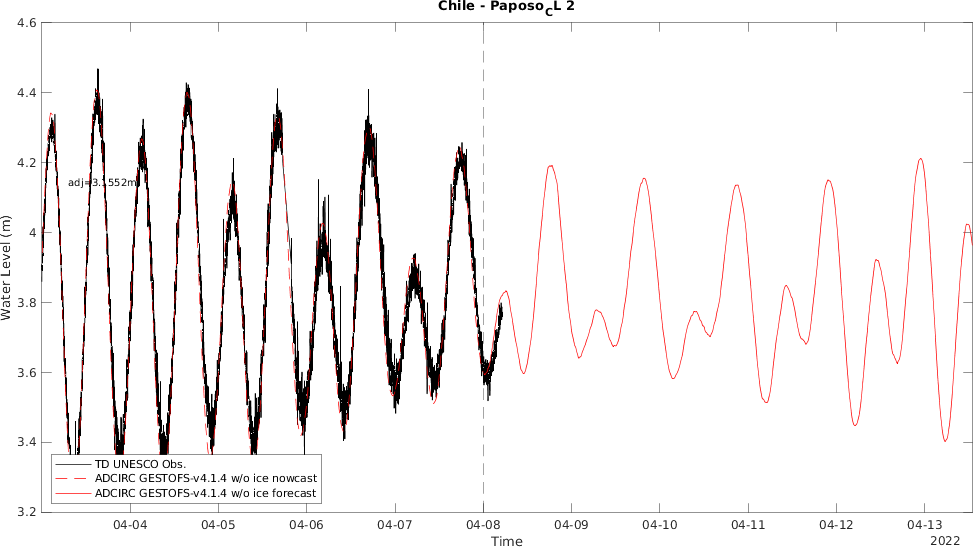 Chile - Paposo_CL 2
4.6
4.4
4.2
4
3.8
3.6
3.4
3.2
Water Level (m)
adj=3.1552m
TD UNESCO Obs.
ADCIRC GESTOFS-v4.1.4 w/o ice nowcast
ADCIRC GESTOFS-v4.1.4 w/o ice forecast
04-04 04-05 04-06 04-07 04-08 04-09 04-10 04-11 04-12 04-13
Time
2022